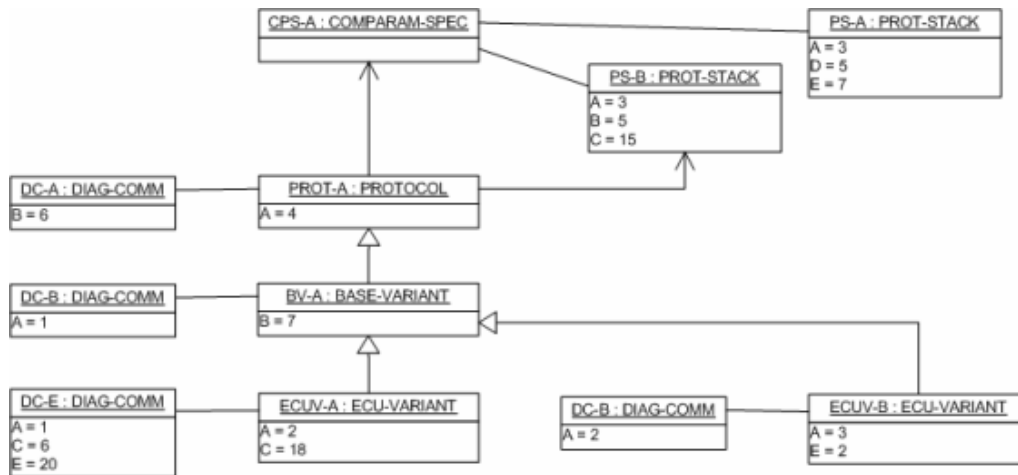 CPS-A : COMPARAM-SPEC
PS-A : PROT-STACK
A = 3
D = 5
E = 7
PS-B : PROT-STACK
A = 3
B = 5
C = 15
DC-A : DIAG-COMM
B = 6
PROT-A : PROTOCOL
A = 4
DC-B : DIAG-COMM
A = 1
BV-A : BASE-VARIANT
B = 7
DC-E : DIAG-COMM
A = 1
C = 6
E = 20
ECUV-A : ECU-VARIANT
A = 2
C = 18
DC-B : DIAG-COMM
A = 2
ECUV-B : ECU-VARIANT
A = 3
E = 2